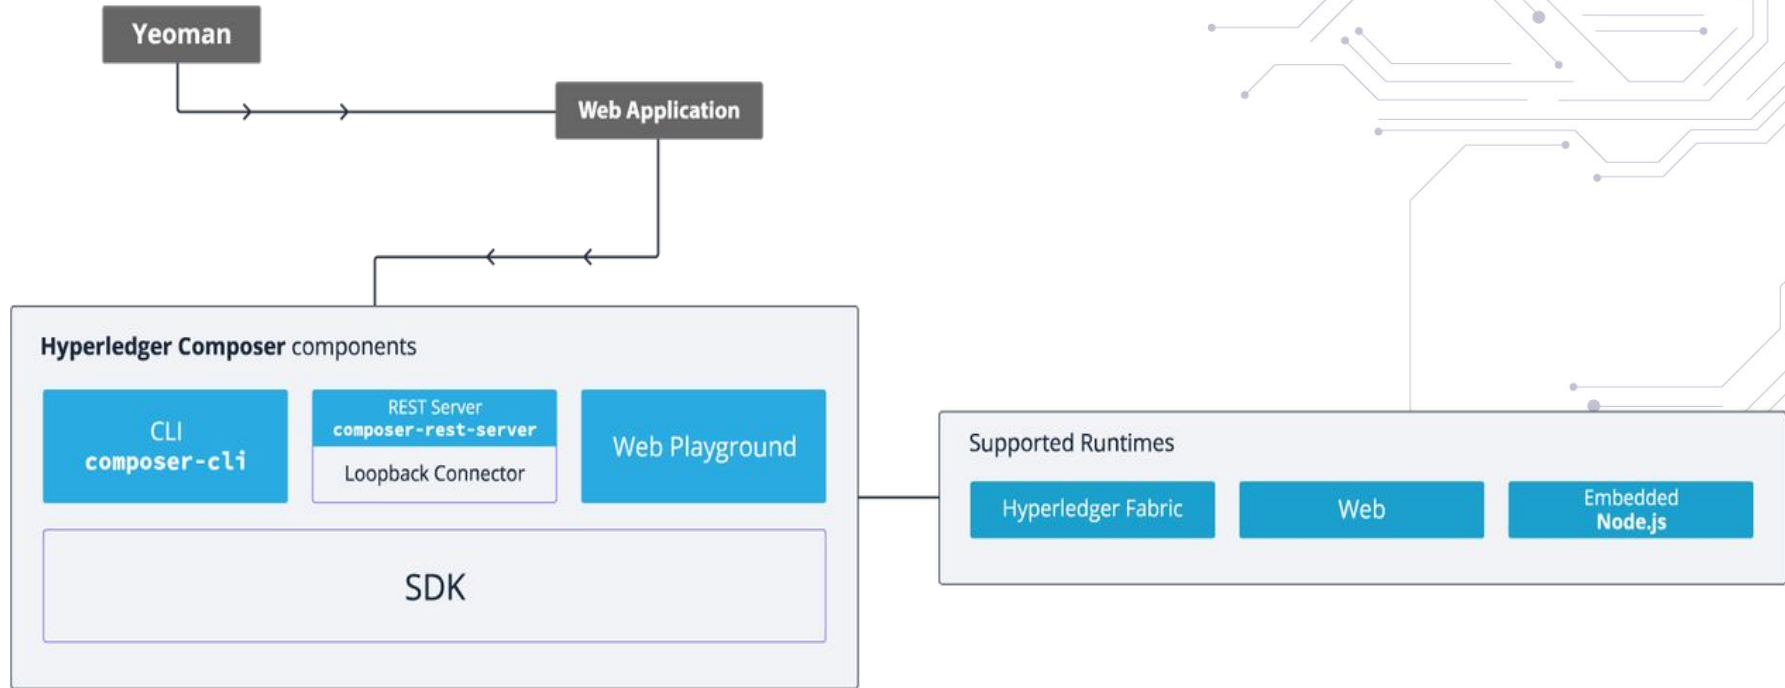 Yeoman
Web Application
Hyperledger Composer components
CLI
composer-cli
REST Server
composer-rest-server
Loopback Connector
Web Playground
SDK
Supported Runtimes
Hyperledger Fabric
Web
Embedded
Node.js